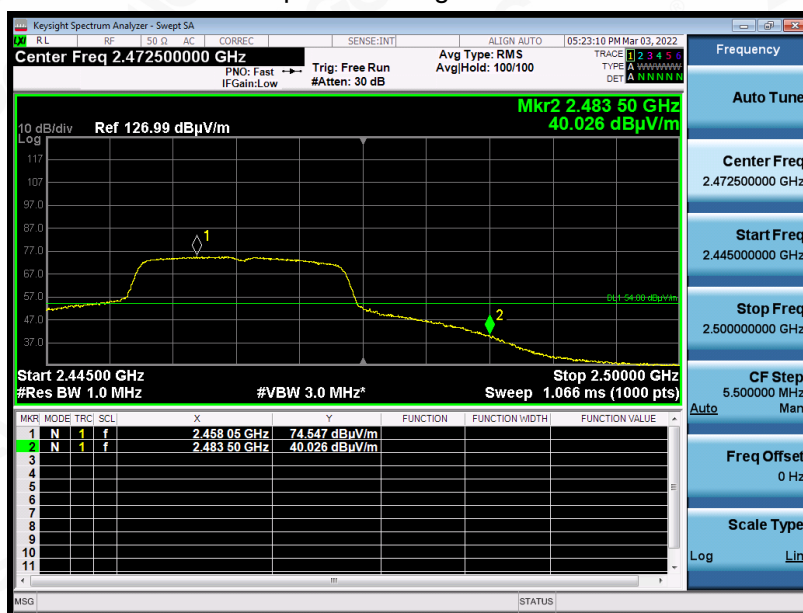 Keysight Spectrum Analyzer - Swept SA
LXI RL RF 50 Ω AC CORREC SENSE:INT ALIGN AUTO 05:23:10 PM Mar 03, 2022
Center Freq 2.472500000 GHz
PNO: Fast
IFGain:Low
Trig: Free Run
#Atten: 30 dB
Avg Type: RMS
Avg|Hold: 100/100
TRACE 1 2 3 4 5 6
TYPE A WWWWW
DET A N N N N N
Mkr2 2.483 50 GHz
40.026 dBµV/m
10 dB/div Ref 126.99 dBµV/m
Log
117
107
97.0
87.0
77.0
67.0
57.0
47.0
37.0
1
2
DL1 54.00 dBµV/m
Start 2.44500 GHz Stop 2.50000 GHz
#Res BW 1.0 MHz #VBW 3.0 MHz* Sweep 1.066 ms (1000 pts)
MKR MODE TRC SCL X Y FUNCTION FUNCTION WIDTH FUNCTION VALUE
1 N 1 f 2.458 05 GHz 74.547 dBµV/m
2 N 1 f 2.483 50 GHz 40.026 dBµV/m
3
4
5
6
7
8
9
10
11
MSG STATUS
Frequency
Auto Tune
Center Freq
2.472500000 GHz
Start Freq
2.445000000 GHz
Stop Freq
2.500000000 GHz
CF Step
5.500000 MHz
Auto Man
Freq Offset
0 Hz
Scale Type
Log Lin